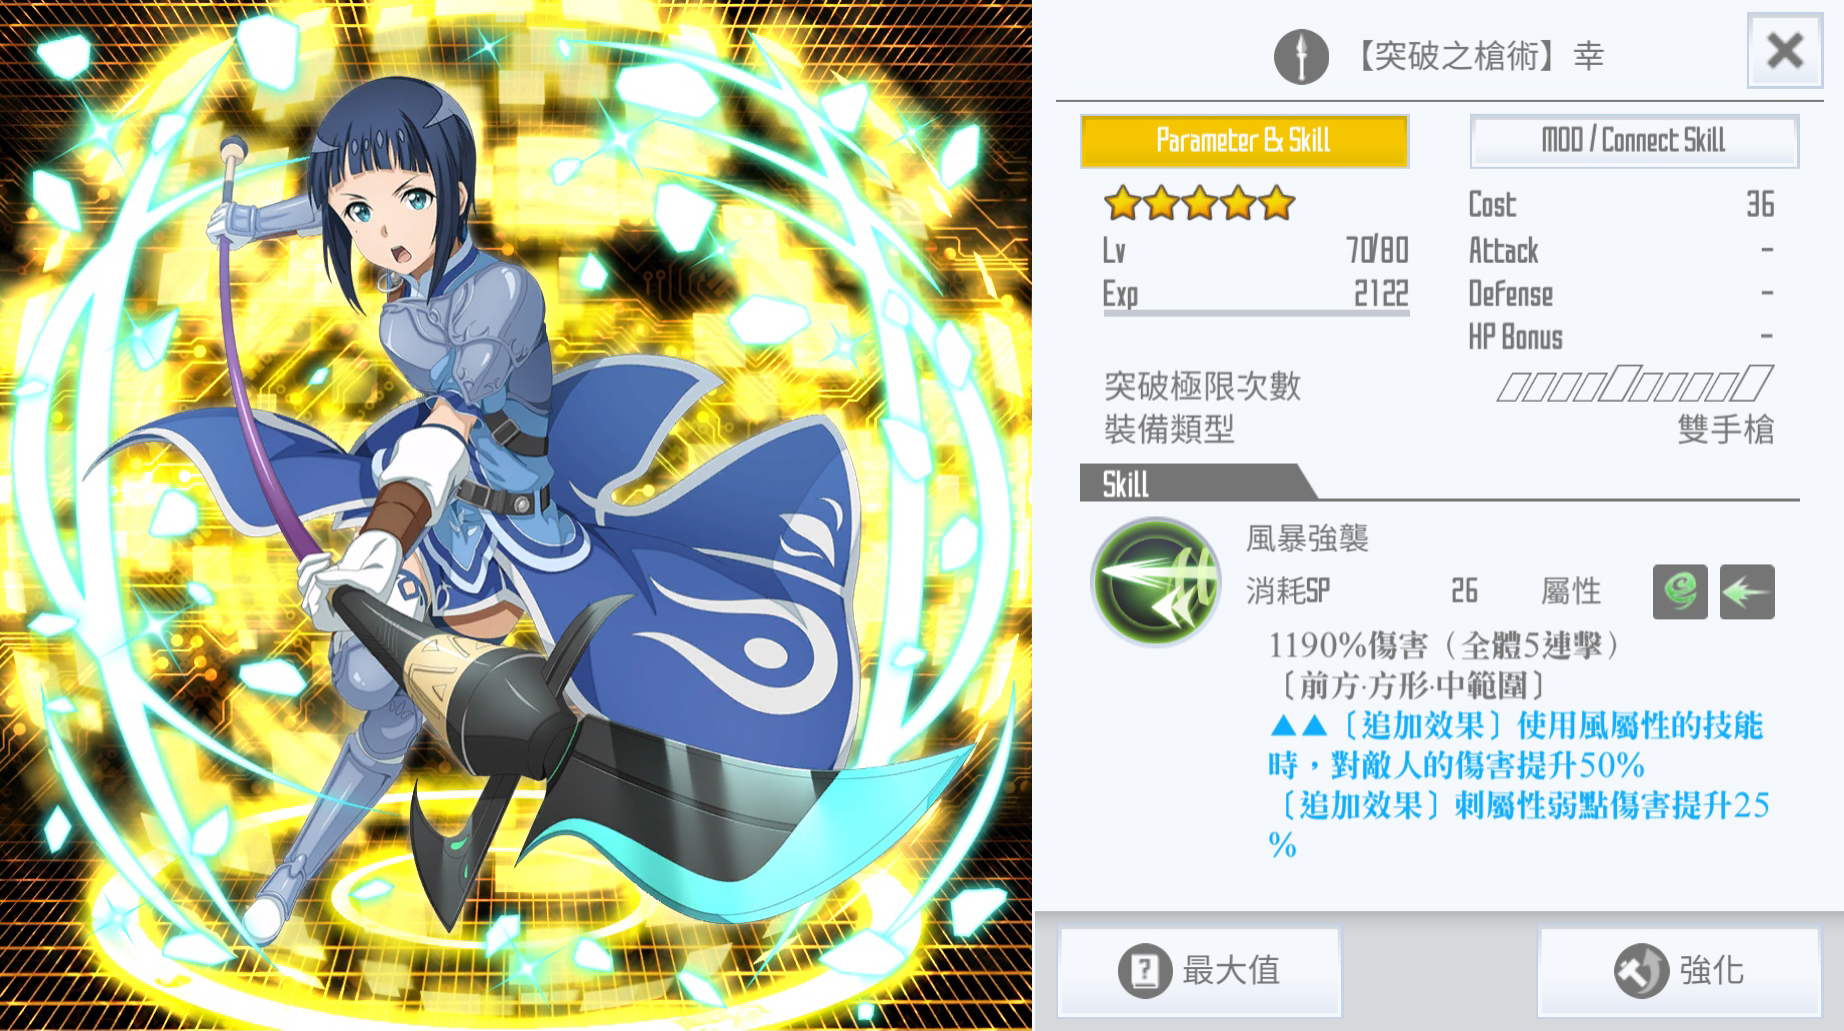 【突破之槍術】幸
Parameter & Skill
MOD / Connect Skill
Lv 70/80
Exp 2122
Cost 36
Attack -
Defense -
HP Bonus -
突破極限次數
裝備類型 雙手槍
Skill
風暴強襲
消耗SP 26 屬性
1190%傷害（全體5連擊）
〔前方·方形·中範圍〕
▲▲〔追加效果〕使用風屬性的技能
時，對敵人的傷害提升50%
〔追加效果〕刺屬性弱點傷害提升25
%
最大值
強化